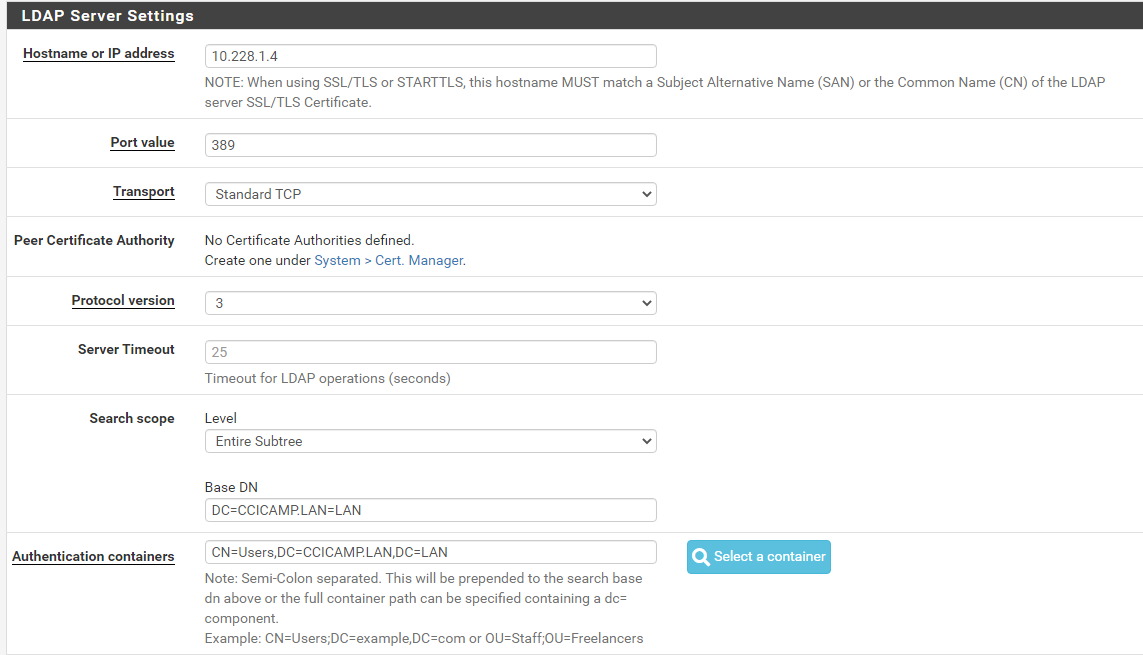 LDAP Server Settings
Hostname or IP address
10.228.1.4
NOTE: When using SSL/TLS or STARTTLS, this hostname MUST match a Subject Alternative Name (SAN) or the Common Name (CN) of the LDAP
server SSL/TLS Certificate.
Port value
389
Transport
Standard TCP
Peer Certificate Authority
No Certificate Authorities defined.
Create one under System > Cert. Manager.
Protocol version
3
Server Timeout
25
Timeout for LDAP operations (seconds)
Search scope
Level
Entire Subtree
Base DN
DC=CCICAMP.LAN=LAN
Authentication containers
CN=Users,DC=CCICAMP.LAN,DC=LAN
Select a container
Note: Semi-Colon separated. This will be prepended to the search base
dn above or the full container path can be specified containing a dc=
component.
Example: CN=Users;DC=example,DC=com or OU=Staff;OU=Freelancers